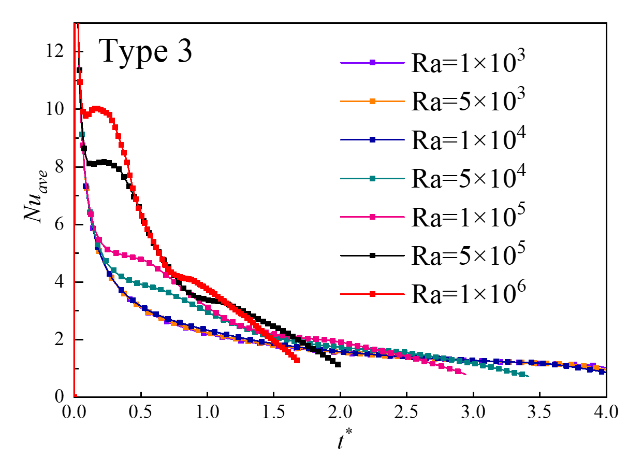 Type 3
Ra=1×10³
Ra=5×10³
Ra=1×10⁴
Ra=5×10⁴
Ra=1×10⁵
Ra=5×10⁵
Ra=1×10⁶
12
10
8
6
4
2
0
Nu_ave
0.0 0.5 1.0 1.5 2.0 2.5 3.0 3.5 4.0
t*